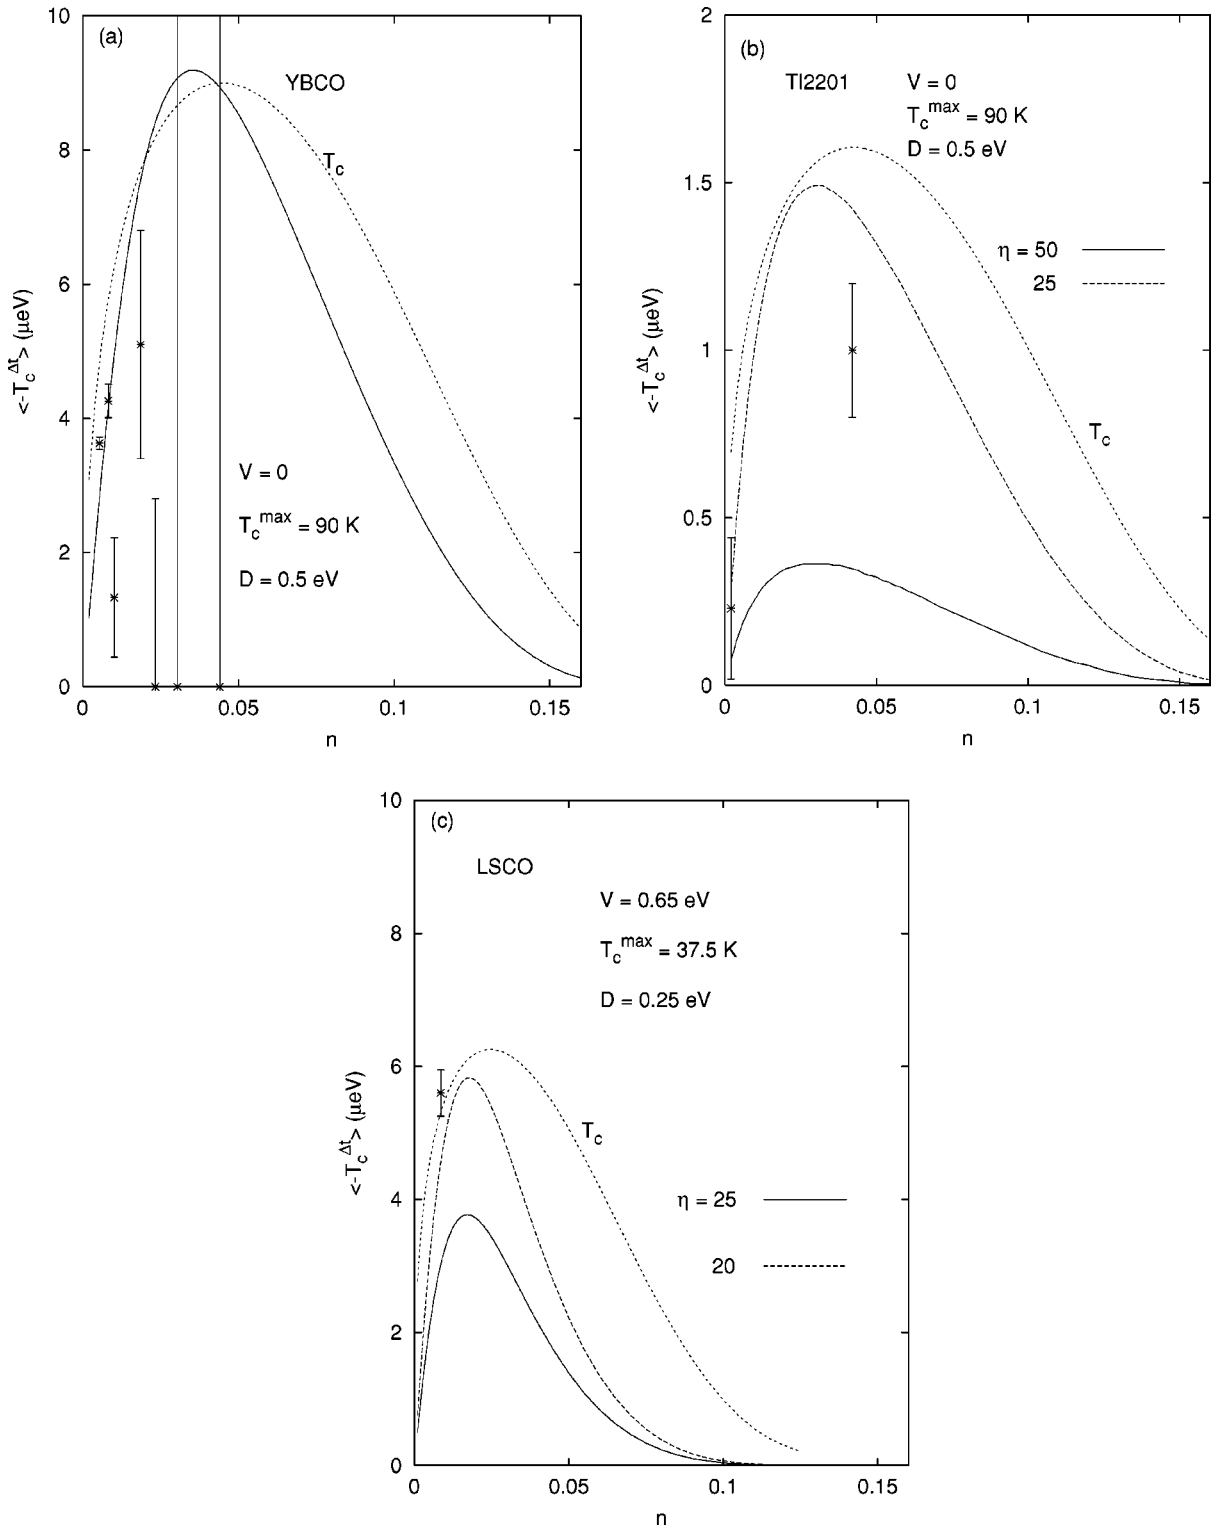 (a)
YBCO
T_c
V = 0
T_c^max = 90 K
D = 0.5 eV
<-T_c^Δt> (μeV)
0
2
4
6
8
10
0
0.05
0.1
0.15
n
(b)
Tl2201
V = 0
T_c^max = 90 K
D = 0.5 eV
η = 50
25
T_c
<-T_c^Δt> (μeV)
0
0.5
1
1.5
2
0
0.05
0.1
0.15
n
(c)
LSCO
V = 0.65 eV
T_c^max = 37.5 K
D = 0.25 eV
T_c
η = 25
20
<-T_c^Δt> (μeV)
0
2
4
6
8
10
0
0.05
0.1
0.15
n